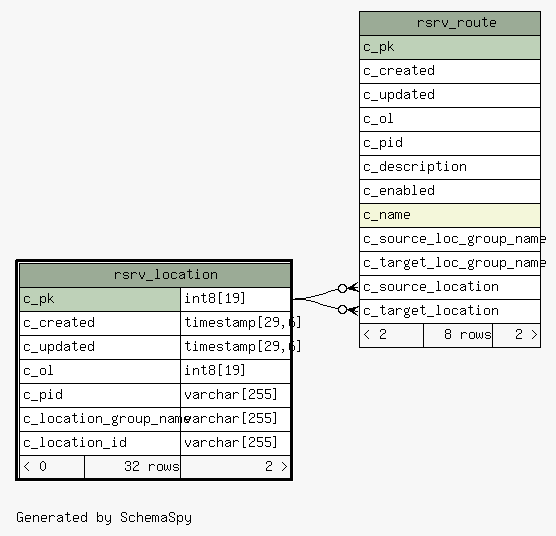 rsrv_route
c_pk
c_created
c_updated
c_ol
c_pid
c_description
c_enabled
c_name
c_source_loc_group_name
c_target_loc_group_name
c_source_location
c_target_location
< 2 8 rows 2 >
rsrv_location
c_pk int8[19]
c_created timestamp[29,6]
c_updated timestamp[29,6]
c_ol int8[19]
c_pid varchar[255]
c_location_group_name varchar[255]
c_location_id varchar[255]
< 0 32 rows 2 >
Generated by SchemaSpy